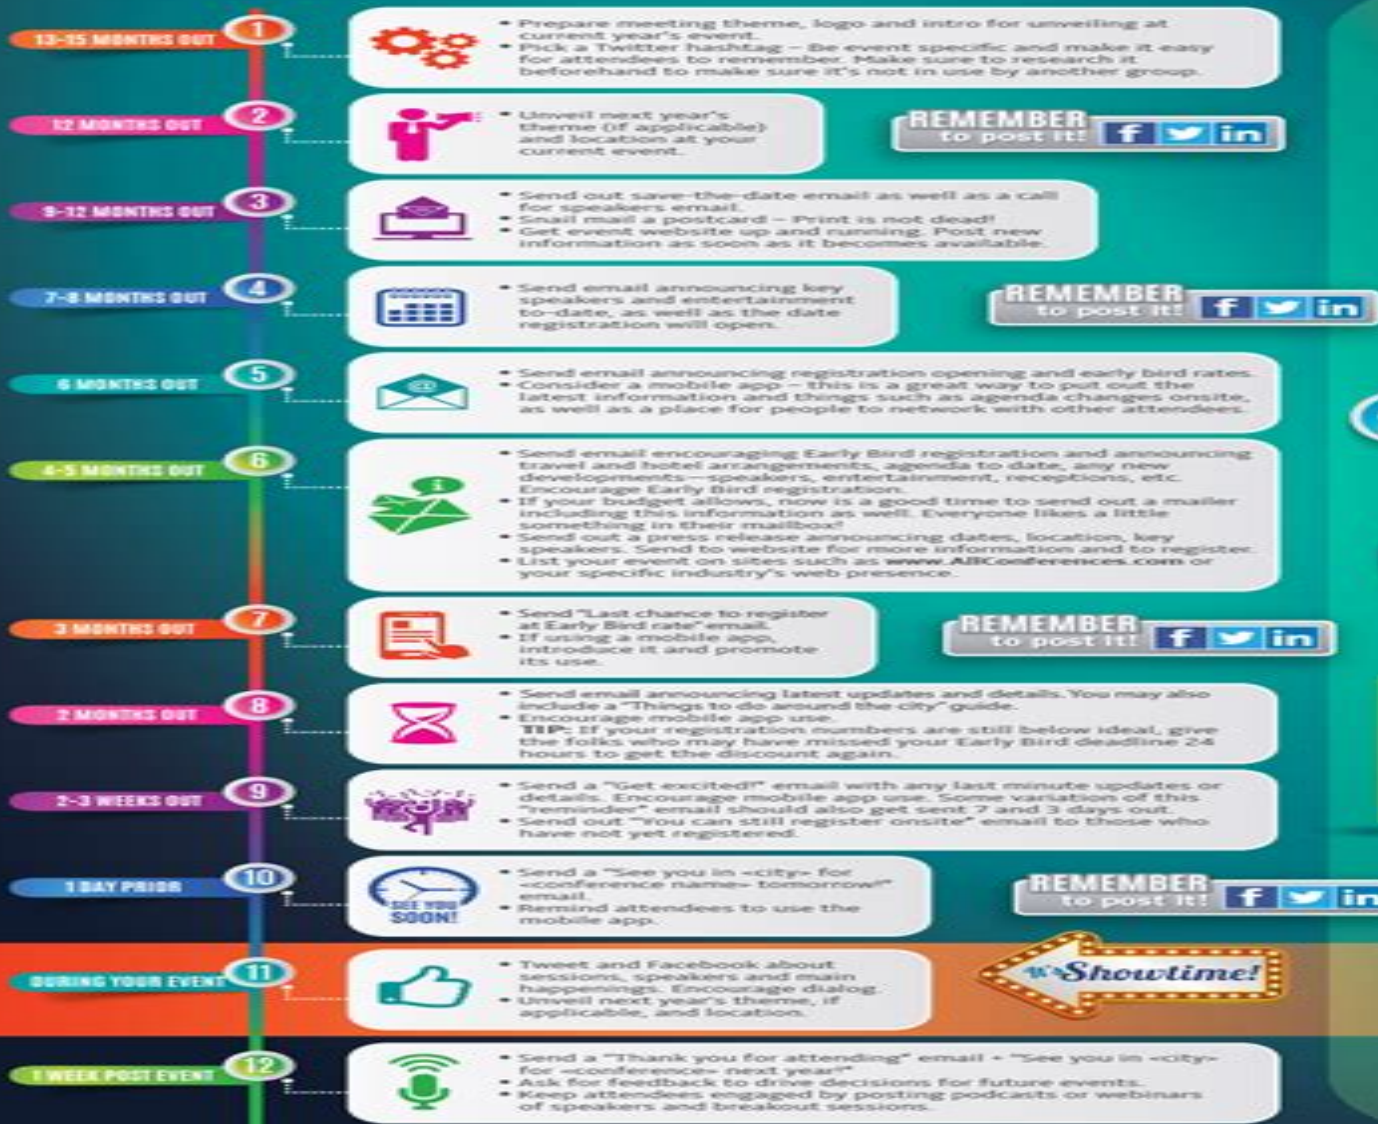 13-15 MONTHS OUT
1
• Prepare meeting theme, logo and intro for unveiling at
current year's event.
• Pick a Twitter hashtag – Be event specific and make it easy
for attendees to remember. Make sure to research it
beforehand to make sure it's not in use by another group.
12 MONTHS OUT
2
• Unveil next year's
theme (if applicable)
and location at your
current event.
REMEMBER
to post it!
f in
9-12 MONTHS OUT
3
• Send out save-the-date email as well as a call
for speakers email.
• Snail mail a postcard – Print is not dead!
• Get event website up and running. Post new
information as soon as it becomes available.
7-8 MONTHS OUT
4
• Send email announcing key
speakers and entertainment
to-date, as well as the date
registration will open.
REMEMBER
to post it!
f in
6 MONTHS OUT
5
@
• Send email announcing registration opening and early bird rates.
• Consider a mobile app – this is a great way to put out the
latest information and things such as agenda changes onsite,
as well as a place for people to network with other attendees.
4-5 MONTHS OUT
6
i
• Send email encouraging Early Bird registration and announcing
travel and hotel arrangements, agenda to date, any new
developments—speakers, entertainment, receptions, etc.
Encourage Early Bird registration.
• If your budget allows, now is a good time to send out a mailer
including this information as well. Everyone likes a little
something in their mailbox!
• Send out a press release announcing dates, location, key
speakers. Send to website for more information and to register.
• List your event on sites such as www.AllConferences.com or
your specific industry's web presence.
3 MONTHS OUT
7
• Send "Last chance to register
at Early Bird rate" email.
• If using a mobile app,
introduce it and promote
its use.
REMEMBER
to post it!
f in
2 MONTHS OUT
8
• Send email announcing latest updates and details. You may also
include a "Things to do around the city" guide.
• Encourage mobile app use.
TIP: If your registration numbers are still below ideal, give
the folks who may have missed your Early Bird deadline 24
hours to get the discount again.
2-3 WEEKS OUT
9
• Send a "Get excited!" email with any last minute updates or
details. Encourage mobile app use. Some variation of this
"reminder" email should also get sent 7 and 3 days out.
• Send out "You can still register onsite" email to those who
have not yet registered.
1 DAY PRIOR
10
SEE YOU
SOON!
• Send a "See you in <city> for
<conference name> tomorrow!"
email.
• Remind attendees to use the
mobile app.
REMEMBER
to post it!
f in
DURING YOUR EVENT
11
• Tweet and Facebook about
sessions, speakers and main
happenings. Encourage dialog.
• Unveil next year's theme, if
applicable, and location.
It's Showtime!
1 WEEK POST EVENT
12
• Send a "Thank you for attending" email + "See you in <city>
for <conference> next year!"
• Ask for feedback to drive decisions for future events.
• Keep attendees engaged by posting podcasts or webinars
of speakers and breakout sessions.